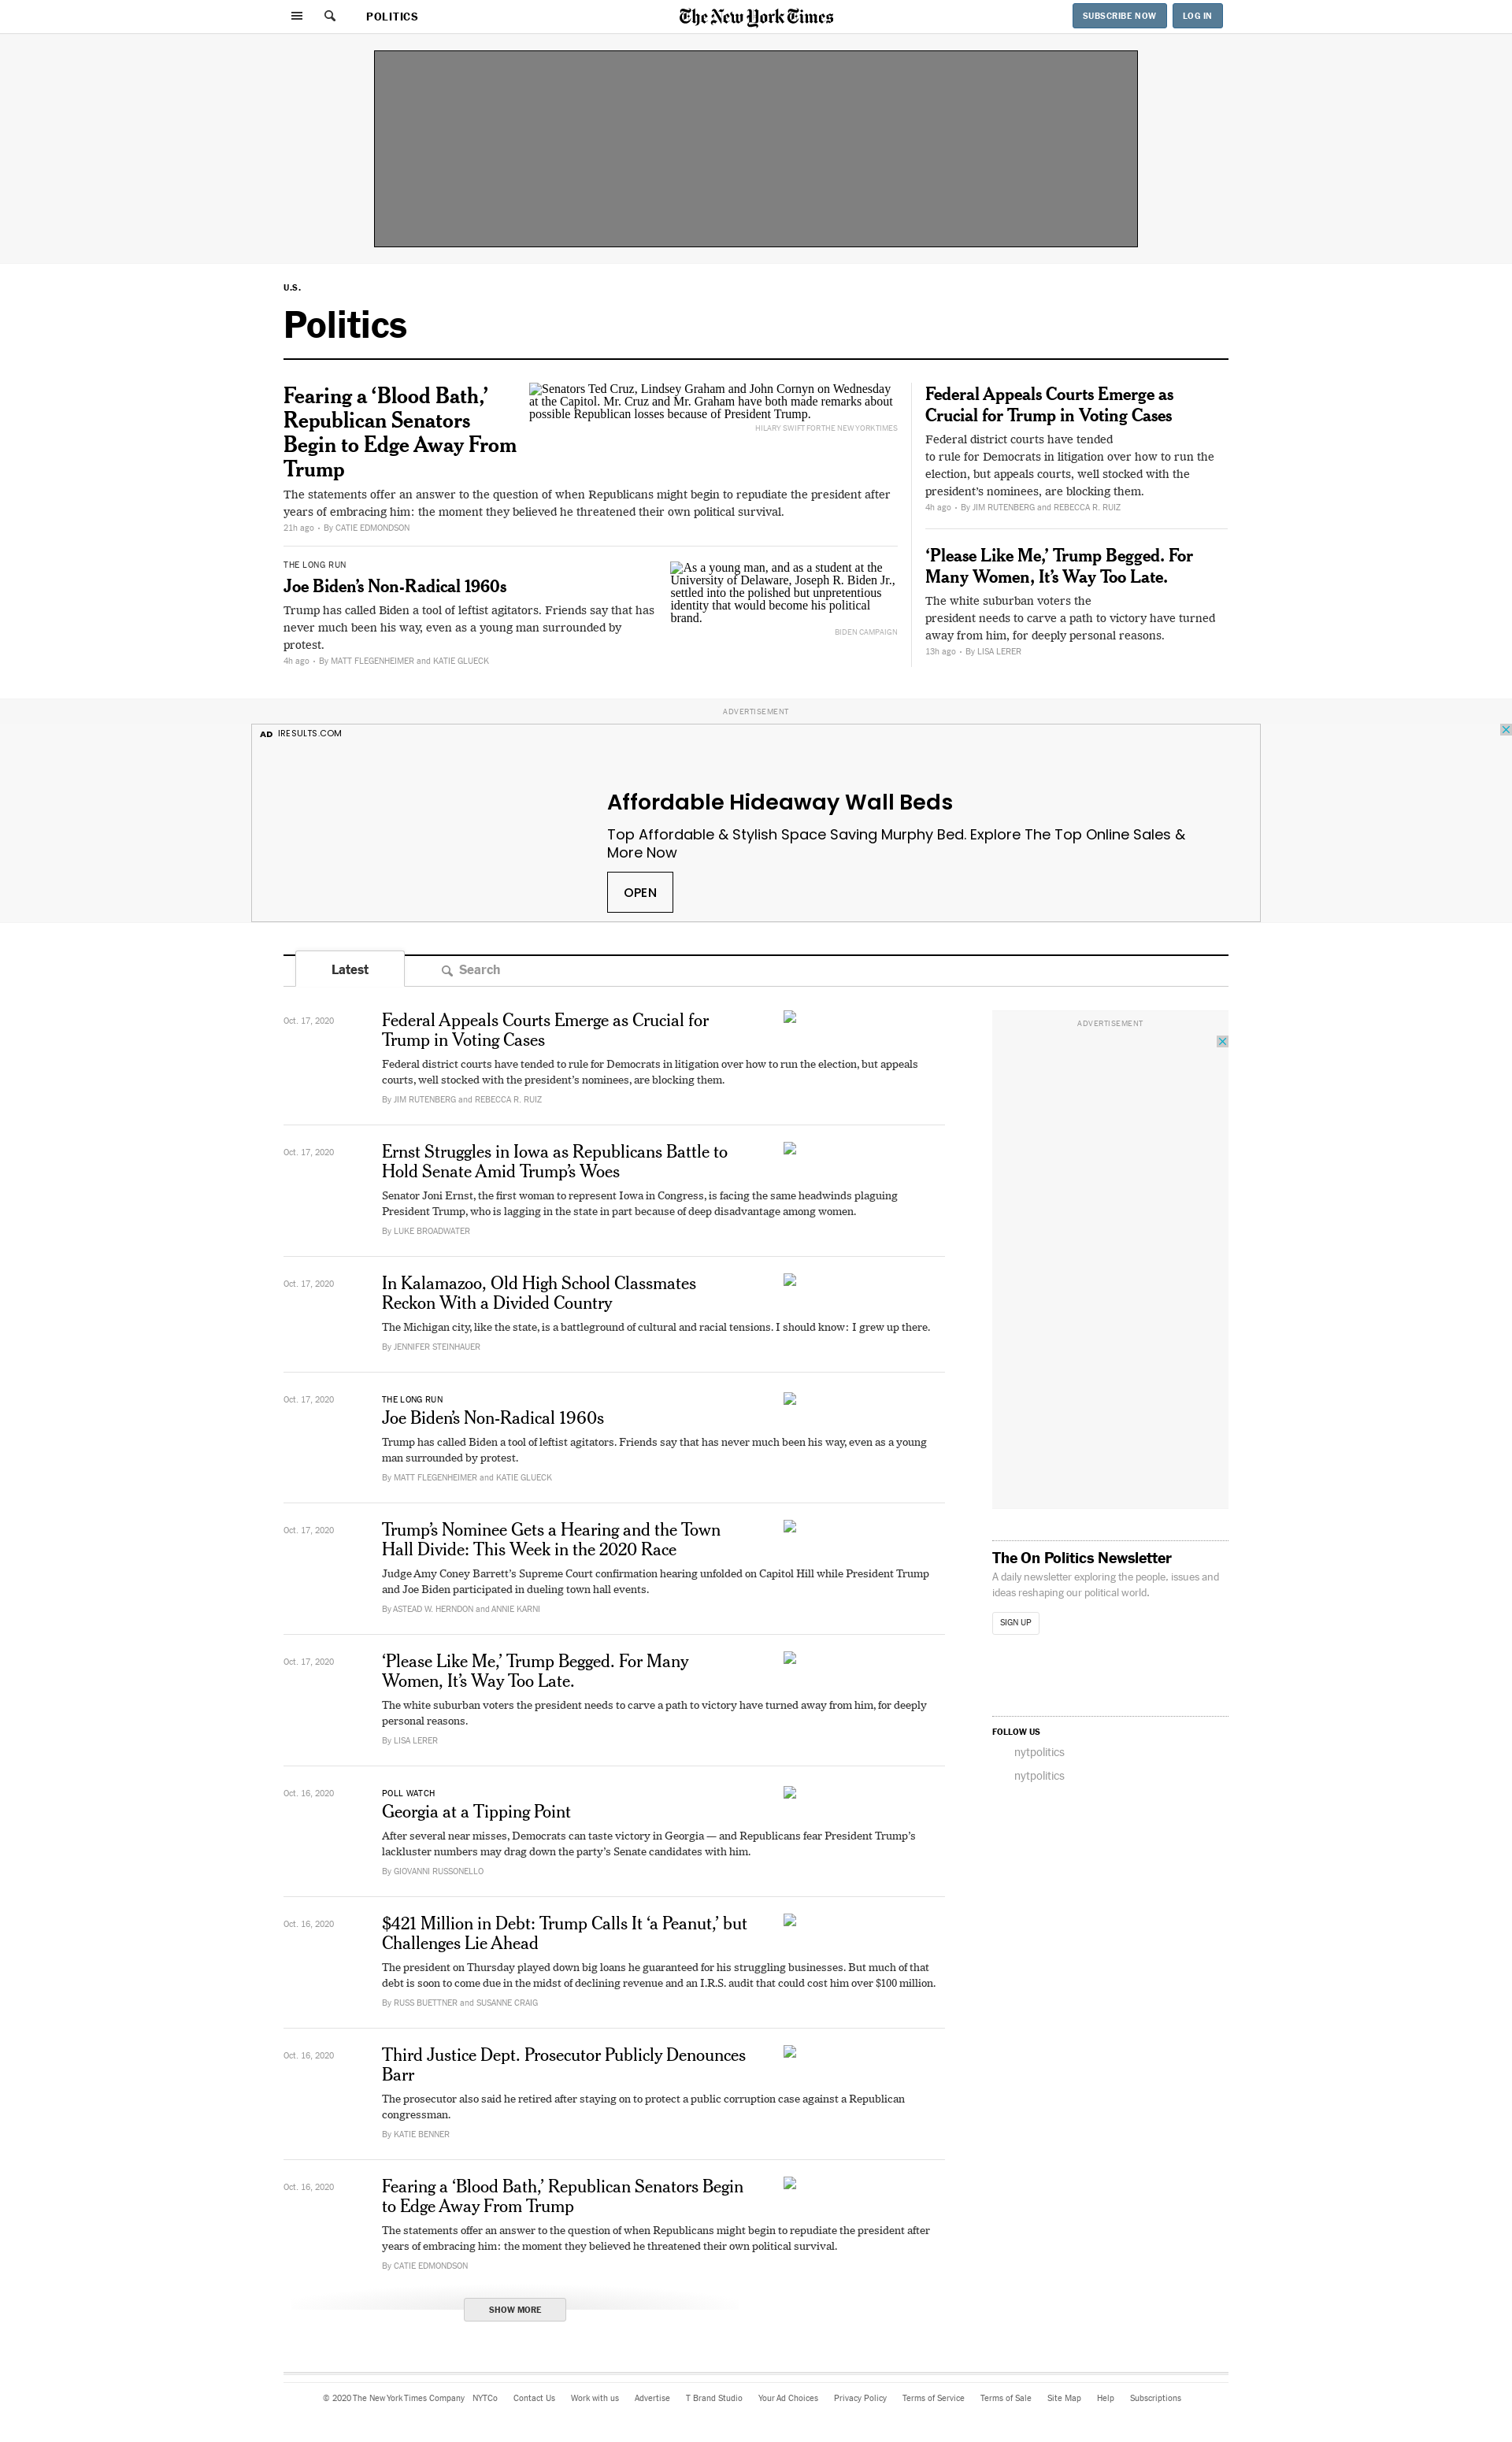 POLITICS
The New York Times
SUBSCRIBE NOW
LOG IN
U.S.
Politics
Fearing a ‘Blood Bath,’
Republican Senators
Begin to Edge Away From
Trump
Senators Ted Cruz, Lindsey Graham and John Cornyn on Wednesday
at the Capitol. Mr. Cruz and Mr. Graham have both made remarks about
possible Republican losses because of President Trump.
HILARY SWIFT FOR THE NEW YORK TIMES
The statements offer an answer to the question of when Republicans might begin to repudiate the president after
years of embracing him: the moment they believed he threatened their own political survival.
21h ago • By CATIE EDMONDSON
THE LONG RUN
Joe Biden’s Non-Radical 1960s
Trump has called Biden a tool of leftist agitators. Friends say that has
never much been his way, even as a young man surrounded by
protest.
4h ago • By MATT FLEGENHEIMER and KATIE GLUECK
As a young man, and as a student at the
University of Delaware, Joseph R. Biden Jr.,
settled into the polished but unpretentious
identity that would become his political
brand.
BIDEN CAMPAIGN
Federal Appeals Courts Emerge as
Crucial for Trump in Voting Cases
Federal district courts have tended
to rule for Democrats in litigation over how to run the
election, but appeals courts, well stocked with the
president’s nominees, are blocking them.
4h ago • By JIM RUTENBERG and REBECCA R. RUIZ
‘Please Like Me,’ Trump Begged. For
Many Women, It’s Way Too Late.
The white suburban voters the
president needs to carve a path to victory have turned
away from him, for deeply personal reasons.
13h ago • By LISA LERER
ADVERTISEMENT
AD IRESULTS.COM
Affordable Hideaway Wall Beds
Top Affordable & Stylish Space Saving Murphy Bed. Explore The Top Online Sales &
More Now
OPEN
Latest
Search
Oct. 17, 2020
Federal Appeals Courts Emerge as Crucial for
Trump in Voting Cases
Federal district courts have tended to rule for Democrats in litigation over how to run the election, but appeals
courts, well stocked with the president’s nominees, are blocking them.
By JIM RUTENBERG and REBECCA R. RUIZ
Oct. 17, 2020
Ernst Struggles in Iowa as Republicans Battle to
Hold Senate Amid Trump’s Woes
Senator Joni Ernst, the first woman to represent Iowa in Congress, is facing the same headwinds plaguing
President Trump, who is lagging in the state in part because of deep disadvantage among women.
By LUKE BROADWATER
Oct. 17, 2020
In Kalamazoo, Old High School Classmates
Reckon With a Divided Country
The Michigan city, like the state, is a battleground of cultural and racial tensions. I should know: I grew up there.
By JENNIFER STEINHAUER
Oct. 17, 2020
THE LONG RUN
Joe Biden’s Non-Radical 1960s
Trump has called Biden a tool of leftist agitators. Friends say that has never much been his way, even as a young
man surrounded by protest.
By MATT FLEGENHEIMER and KATIE GLUECK
Oct. 17, 2020
Trump’s Nominee Gets a Hearing and the Town
Hall Divide: This Week in the 2020 Race
Judge Amy Coney Barrett’s Supreme Court confirmation hearing unfolded on Capitol Hill while President Trump
and Joe Biden participated in dueling town hall events.
By ASTEAD W. HERNDON and ANNIE KARNI
Oct. 17, 2020
‘Please Like Me,’ Trump Begged. For Many
Women, It’s Way Too Late.
The white suburban voters the president needs to carve a path to victory have turned away from him, for deeply
personal reasons.
By LISA LERER
Oct. 16, 2020
POLL WATCH
Georgia at a Tipping Point
After several near misses, Democrats can taste victory in Georgia — and Republicans fear President Trump’s
lackluster numbers may drag down the party’s Senate candidates with him.
By GIOVANNI RUSSONELLO
Oct. 16, 2020
$421 Million in Debt: Trump Calls It ‘a Peanut,’ but
Challenges Lie Ahead
The president on Thursday played down big loans he guaranteed for his struggling businesses. But much of that
debt is soon to come due in the midst of declining revenue and an I.R.S. audit that could cost him over $100 million.
By RUSS BUETTNER and SUSANNE CRAIG
Oct. 16, 2020
Third Justice Dept. Prosecutor Publicly Denounces
Barr
The prosecutor also said he retired after staying on to protect a public corruption case against a Republican
congressman.
By KATIE BENNER
Oct. 16, 2020
Fearing a ‘Blood Bath,’ Republican Senators Begin
to Edge Away From Trump
The statements offer an answer to the question of when Republicans might begin to repudiate the president after
years of embracing him: the moment they believed he threatened their own political survival.
By CATIE EDMONDSON
SHOW MORE
ADVERTISEMENT
The On Politics Newsletter
A daily newsletter exploring the people, issues and
ideas reshaping our political world.
SIGN UP
FOLLOW US
nytpolitics
nytpolitics
© 2020 The New York Times Company NYTCo Contact Us Work with us Advertise T Brand Studio Your Ad Choices Privacy Policy Terms of Service Terms of Sale Site Map Help Subscriptions